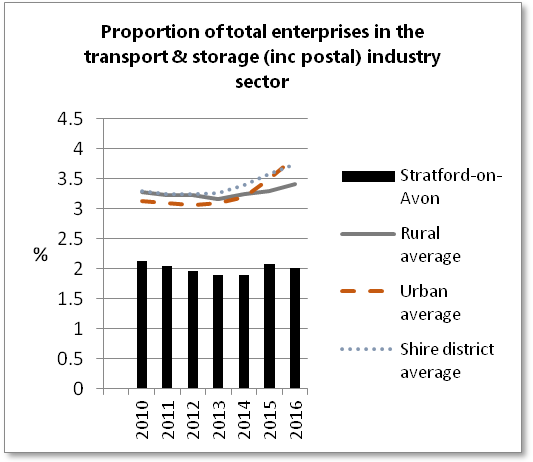 Proportion of total enterprises in the
transport & storage (inc postal) industry
sector
4.5
4
3.5
3
2.5
2
1.5
1
0.5
0
%
2010
2011
2012
2013
2014
2015
2016
Stratford-on-
Avon
Rural
average
Urban
average
Shire district
average